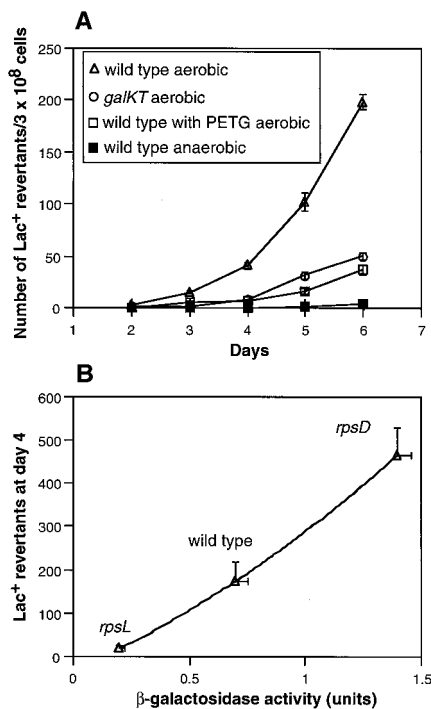 A
Number of Lac⁺ revertants/3 x 10⁸ cells
250
200
150
100
50
0
wild type aerobic
galKT aerobic
wild type with PETG aerobic
wild type anaerobic
1 2 3 4 5 6 7
Days
B
Lac⁺ revertants at day 4
600
500
400
300
200
100
0
rpsD
wild type
rpsL
0 0.5 1 1.5
β-galactosidase activity (units)